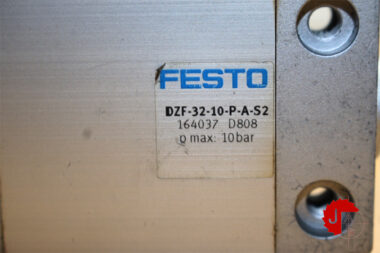 FESTO
DZF-32-10-P-A-S2
164037 D808
p max: 10bar